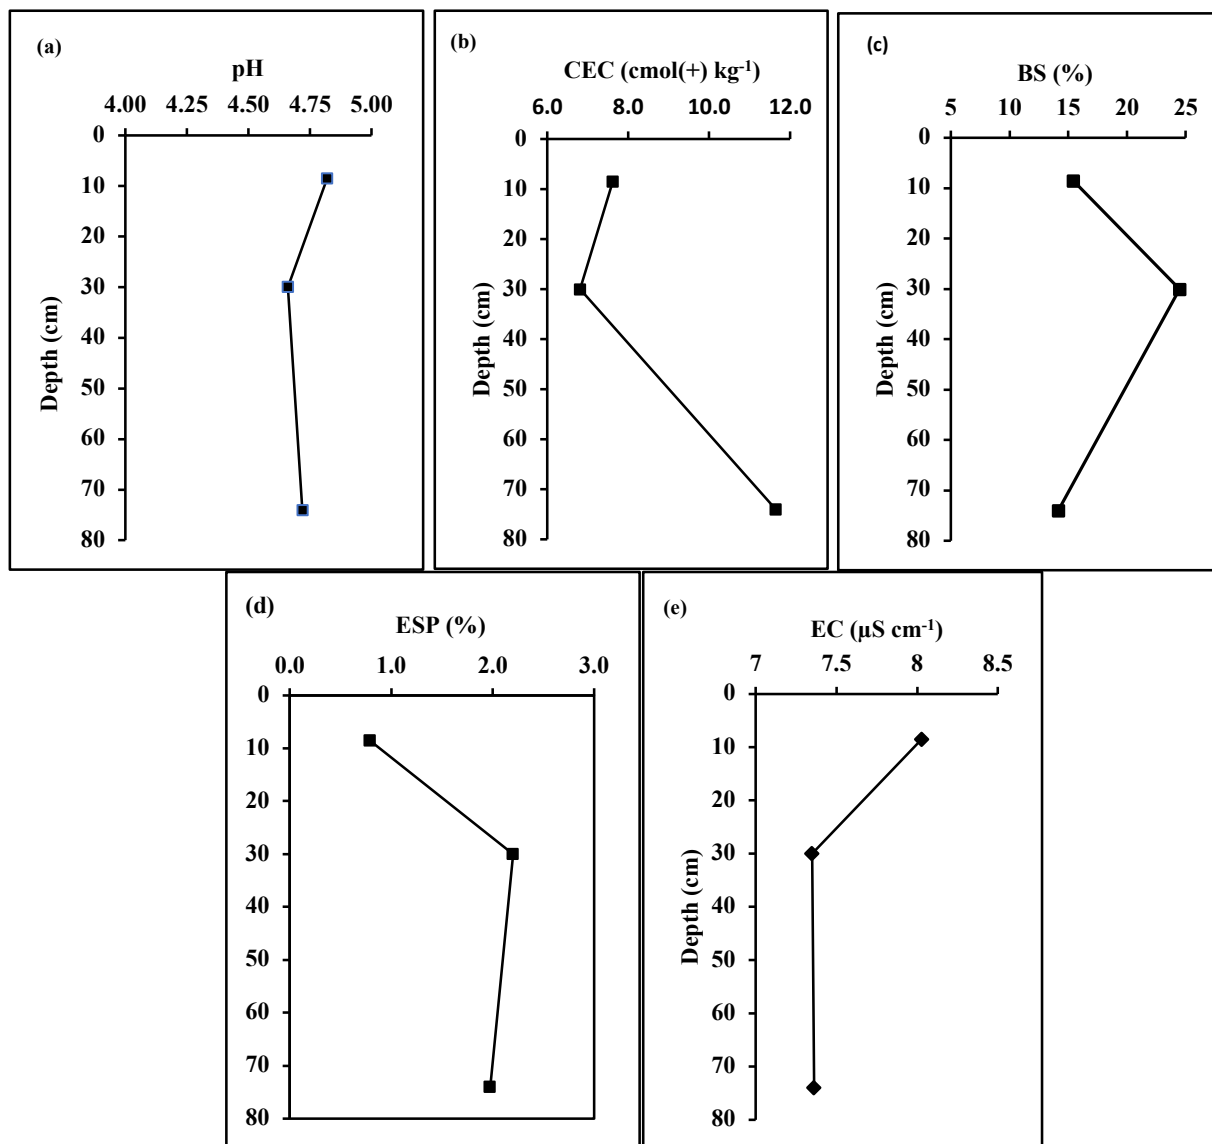 (a)
pH
4.00 4.25 4.50 4.75 5.00
0
10
20
30
40
50
60
70
80
Depth (cm)
(b)
CEC (cmol(+) kg⁻¹)
6.0 8.0 10.0 12.0
0
10
20
30
40
50
60
70
80
Depth (cm)
(c)
BS (%)
5 10 15 20 25
0
10
20
30
40
50
60
70
80
Depth (cm)
(d)
ESP (%)
0.0 1.0 2.0 3.0
0
10
20
30
40
50
60
70
80
(e)
EC (µS cm⁻¹)
7 7.5 8 8.5
0
10
20
30
40
50
60
70
80
Depth (cm)